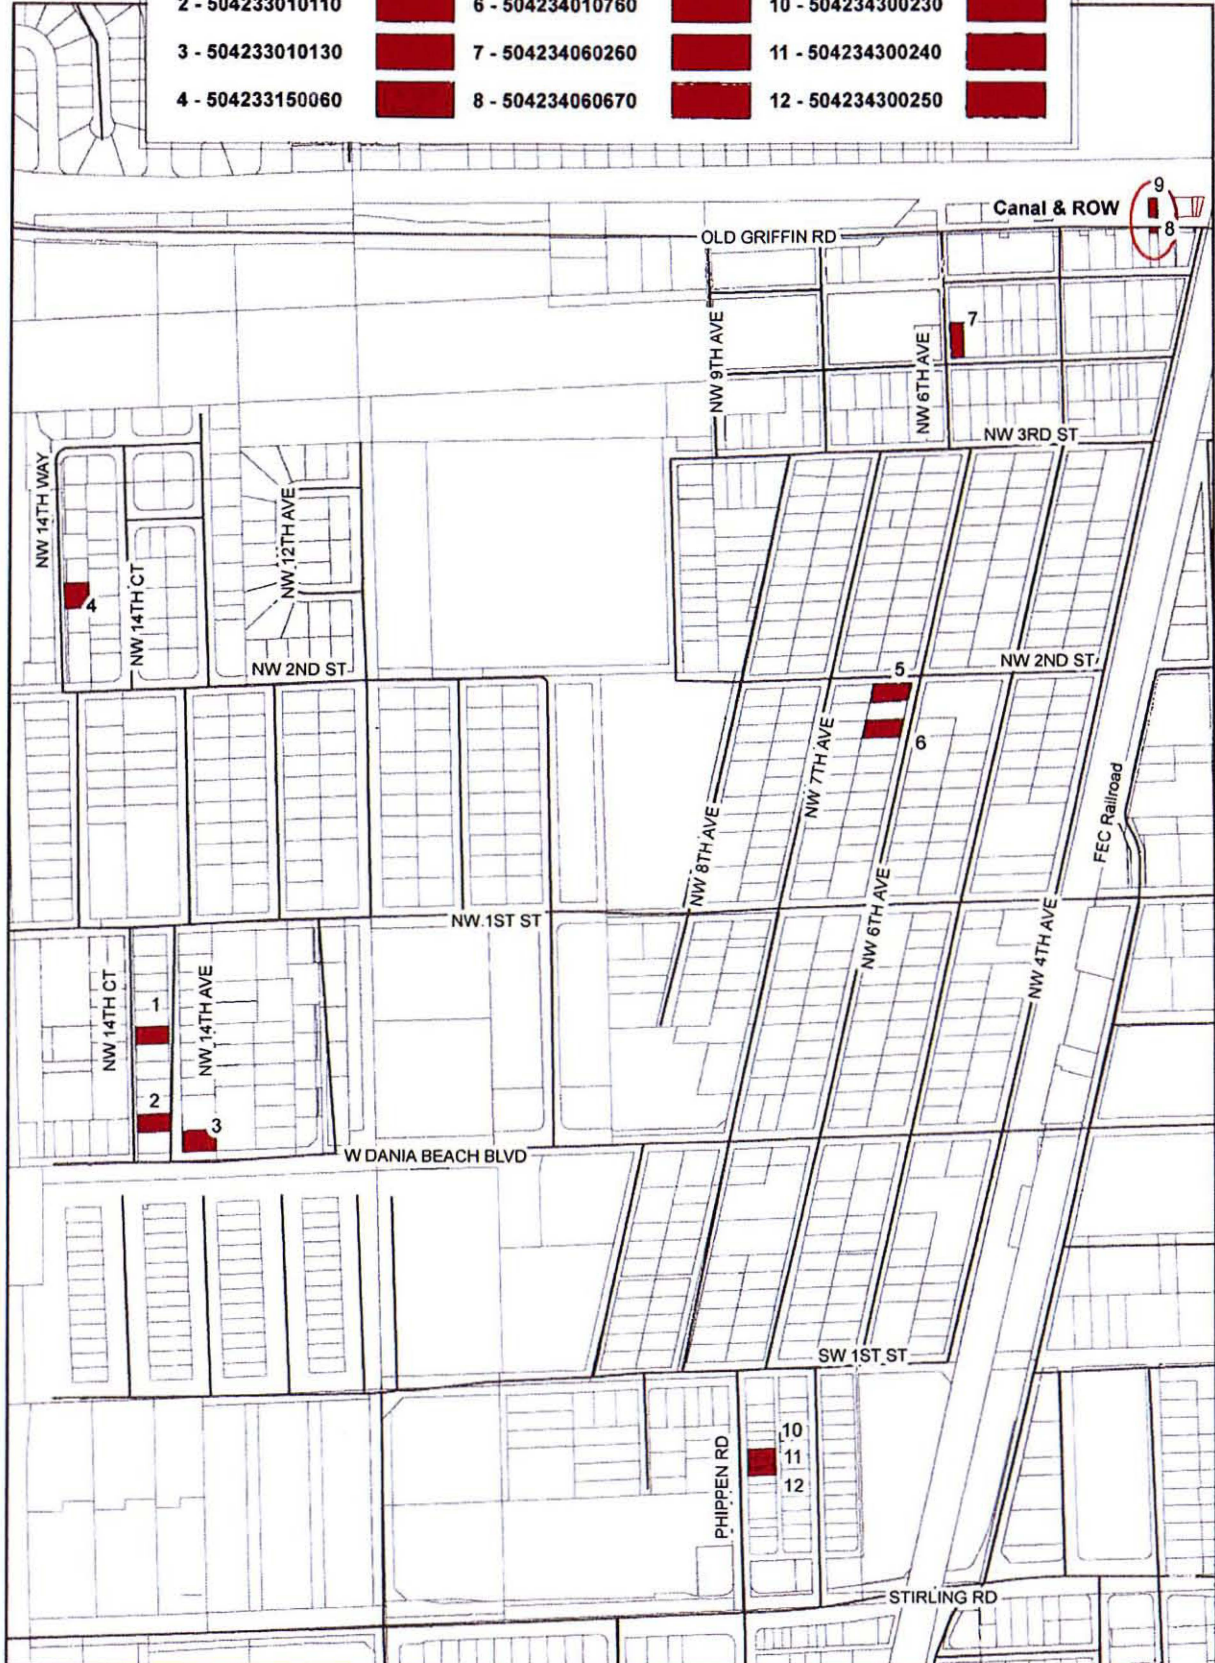 2 - 504233010110 6 - 504234010760 10 - 504234300230
3 - 504233010130 7 - 504234060260 11 - 504234300240
4 - 504233150060 8 - 504234060670 12 - 504234300250
9
Canal & ROW
8
OLD GRIFFIN RD
7
NW 9TH AVE
NW 6TH AVE
NW 3RD ST
NW 14TH WAY
NW 12TH AVE
NW 14TH CT
4
NW 2ND ST
NW 2ND ST
5
6
NW 7TH AVE
NW 8TH AVE
FEC Railroad
NW 6TH AVE
NW 4TH AVE
NW 1ST ST
NW 14TH CT
1
NW 14TH AVE
2
3
W DANIA BEACH BLVD
SW 1ST ST
PHIPPEN RD
10
11
12
STIRLING RD